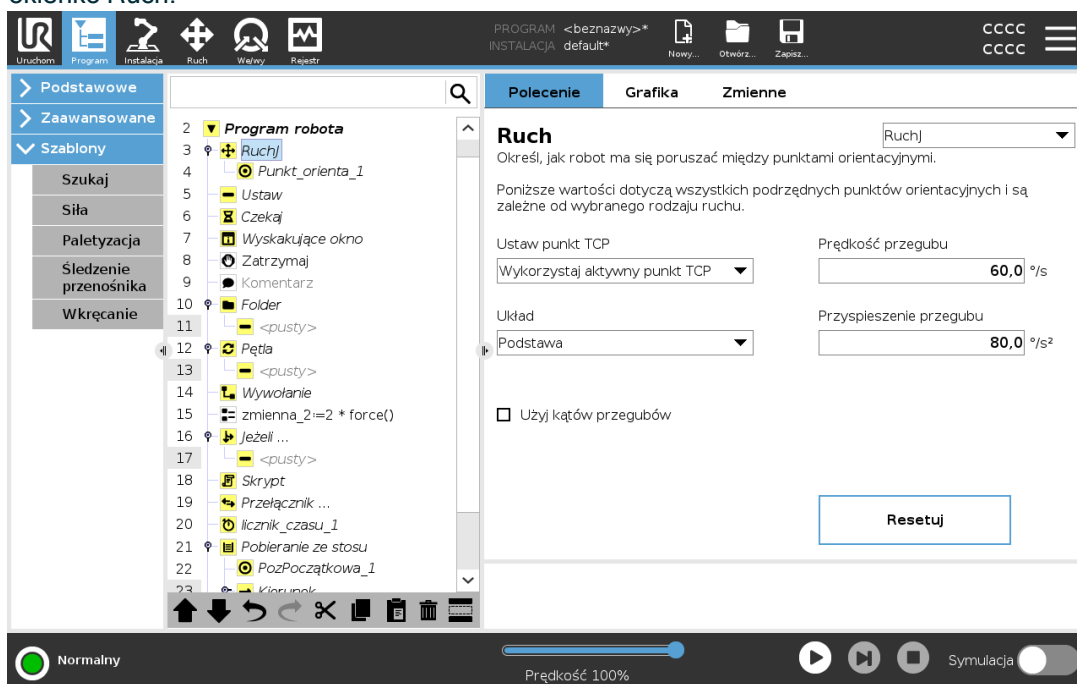 okienko Ruch.
PROGRAM <beznazwy>*
INSTALACJA default*
Uruchom Program Instalacja Ruch We/wy Rejestr
Nowy... Otwórz... Zapisz...
cccc
cccc
Podstawowe
Zaawansowane
Szablony
Szukaj
Siła
Paletyzacja
Śledzenie
przenośnika
Wkręcanie
2 Program robota
3 RuchJ
4 Punkt_orienta_1
5 Ustaw
6 Czekaj
7 Wyskakujące okno
8 Zatrzymaj
9 Komentarz
10 Folder
11 <pusty>
12 Pętla
13 <pusty>
14 Wywołanie
15 zmienna_2:=2 * force()
16 Jeżeli ...
17 <pusty>
18 Skrypt
19 Przełącznik ...
20 licznik_czasu_1
21 Pobieranie ze stosu
22 PozPoczątkowa_1
23 Kierunek
Polecenie Grafika Zmienne
Ruch
RuchJ
Określ, jak robot ma się poruszać między punktami orientacyjnymi.
Poniższe wartości dotyczą wszystkich podrzędnych punktów orientacyjnych i są
zależne od wybranego rodzaju ruchu.
Ustaw punkt TCP
Wykorzystaj aktywny punkt TCP
Prędkość przegubu
60,0 °/s
Układ
Podstawa
Przyspieszenie przegubu
80,0 °/s²
Użyj kątów przegubów
Resetuj
Normalny
Prędkość 100%
Symulacja